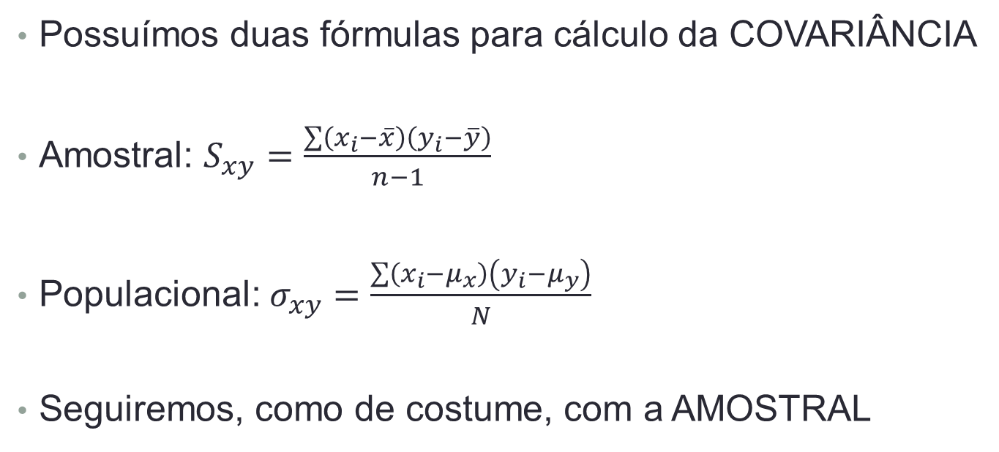 • Possuímos duas fórmulas para cálculo da COVARIÂNCIA
• Amostral: $S_{xy} = \frac{\sum(x_i - \bar{x})(y_i - \bar{y})}{n-1}$
• Populacional: $\sigma_{xy} = \frac{\sum(x_i - \mu_x)(y_i - \mu_y)}{N}$
• Seguiremos, como de costume, com a AMOSTRAL